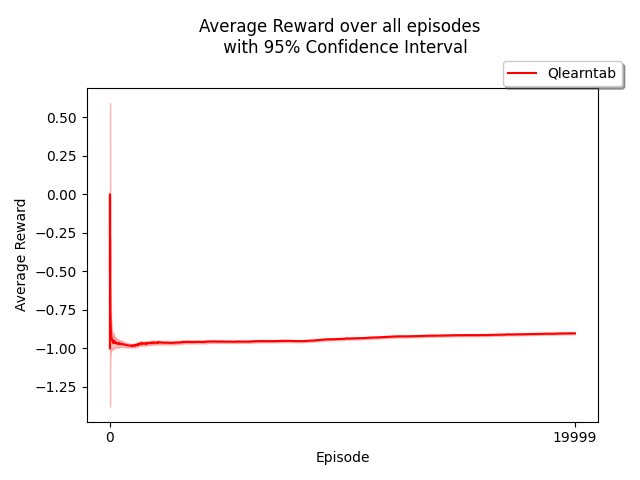 Average Reward over all episodes
with 95% Confidence Interval
Qlearntab
0.50
0.25
0.00
−0.25
−0.50
−0.75
−1.00
−1.25
Average Reward
0
19999
Episode